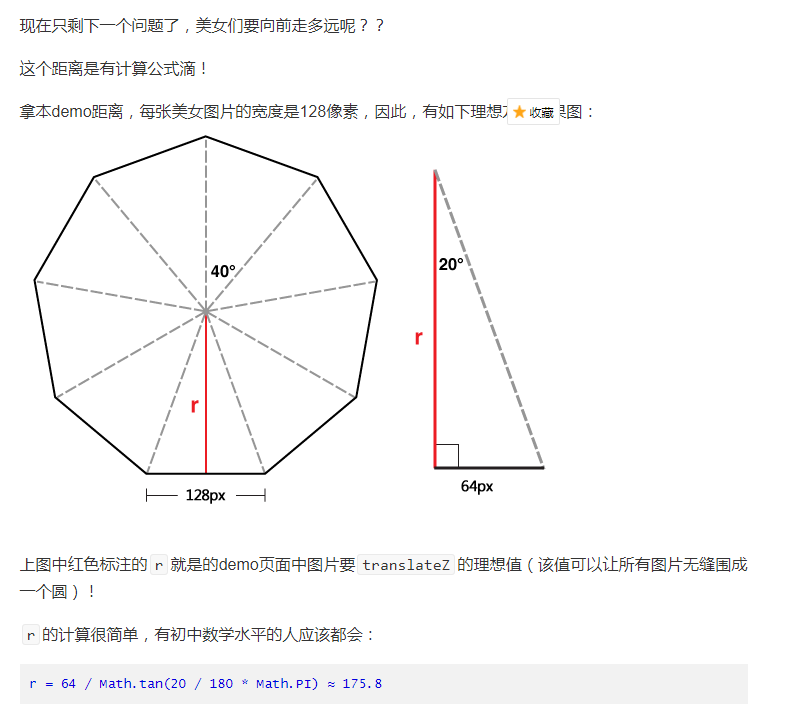 现在只剩下一个问题了，美女们要向前走多远呢？？
这个距离是有计算公式滴！
拿本demo距离，每张美女图片的宽度是128像素，因此，有如下理想 收藏 图：
40°
20°
r
r
128px
64px
上图中红色标注的 r 就是的demo页面中图片要 translateZ 的理想值（该值可以让所有图片无缝围成
一个圆）！
r 的计算很简单，有初中数学水平的人应该都会：
r = 64 / Math.tan(20 / 180 * Math.PI) ≈ 175.8